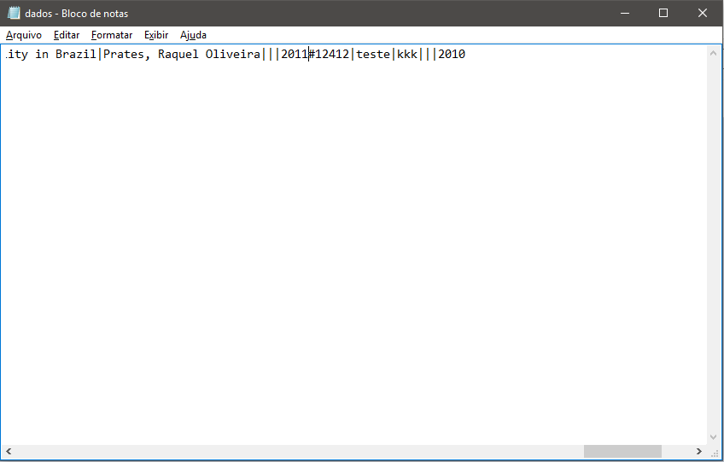 dados - Bloco de notas
Arquivo Editar Formatar Exibir Ajuda
ity in Brazil|Prates, Raquel Oliveira|||2011#12412|teste|kkk|||2010